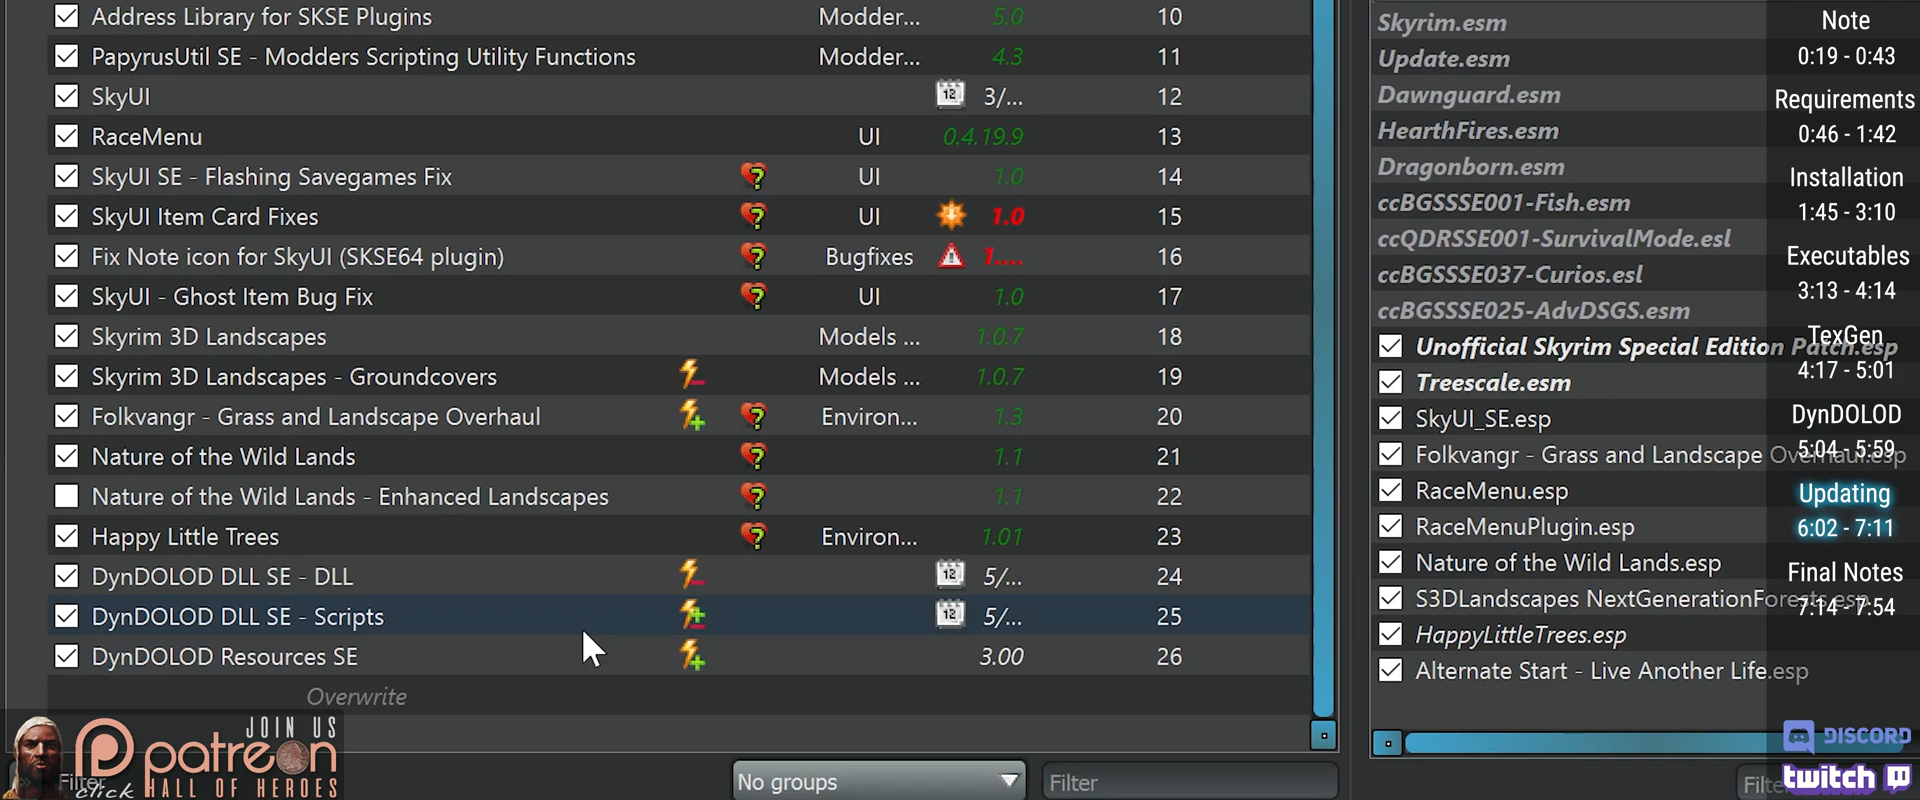 Address Library for SKSE Plugins Modder... 5.0 10
PapyrusUtil SE - Modders Scripting Utility Functions Modder... 4.3 11
SkyUI 12 3/... 12
RaceMenu UI 0.4.19.9 13
SkyUI SE - Flashing Savegames Fix UI 1.0 14
SkyUI Item Card Fixes UI 1.0 15
Fix Note icon for SkyUI (SKSE64 plugin) Bugfixes 1.... 16
SkyUI - Ghost Item Bug Fix UI 1.0 17
Skyrim 3D Landscapes Models ... 1.0.7 18
Skyrim 3D Landscapes - Groundcovers Models ... 1.0.7 19
Folkvangr - Grass and Landscape Overhaul Environ... 1.3 20
Nature of the Wild Lands 1.1 21
Nature of the Wild Lands - Enhanced Landscapes 1.1 22
Happy Little Trees Environ... 1.01 23
DynDOLOD DLL SE - DLL 12 5/... 24
DynDOLOD DLL SE - Scripts 12 5/... 25
DynDOLOD Resources SE 3.00 26
Overwrite
JOIN US
patreon
click HALL OF HEROES
Filter
No groups
Filter
Skyrim.esm
Update.esm
Dawnguard.esm
HearthFires.esm
Dragonborn.esm
ccBGSSSE001-Fish.esm
ccQDRSSE001-SurvivalMode.esl
ccBGSSSE037-Curios.esl
ccBGSSSE025-AdvDSGS.esm
Unofficial Skyrim Special Edition Patch.esp
Treescale.esm
SkyUI_SE.esp
Folkvangr - Grass and Landscape Overhaul.esp
RaceMenu.esp
RaceMenuPlugin.esp
Nature of the Wild Lands.esp
S3DLandscapes NextGenerationForests.esp
HappyLittleTrees.esp
Alternate Start - Live Another Life.esp
Note
0:19 - 0:43
Requirements
0:46 - 1:42
Installation
1:45 - 3:10
Executables
3:13 - 4:14
TexGen
4:17 - 5:01
DynDOLOD
5:04 - 5:59
Updating
6:02 - 7:11
Final Notes
7:14 - 7:54
DISCORD
twitch